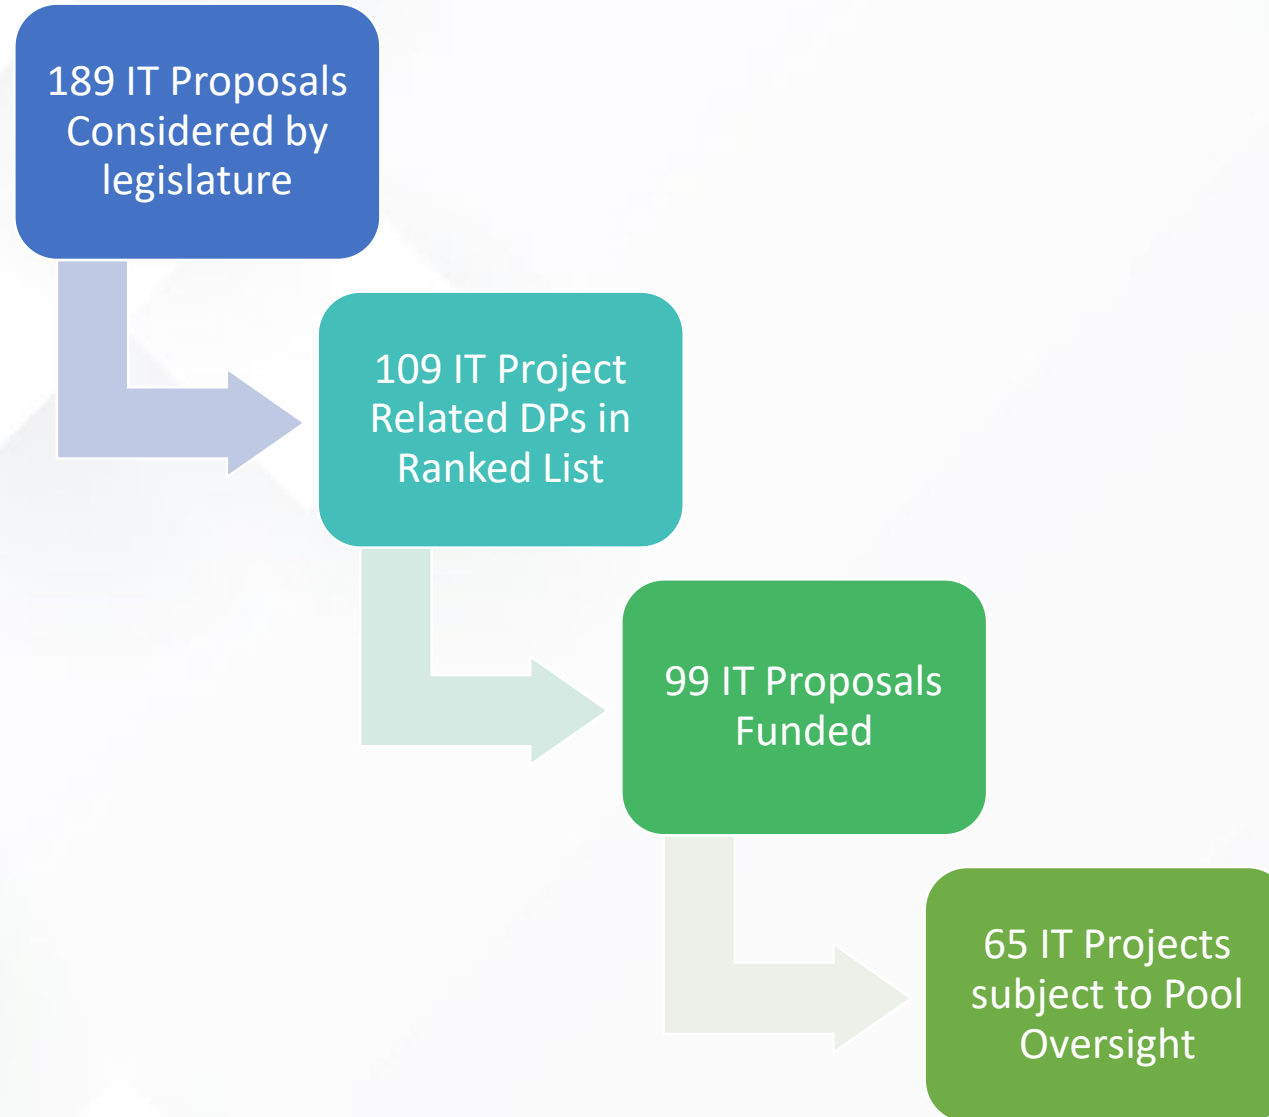 189 IT Proposals
Considered by
legislature
109 IT Project
Related DPs in
Ranked List
99 IT Proposals
Funded
65 IT Projects
subject to Pool
Oversight